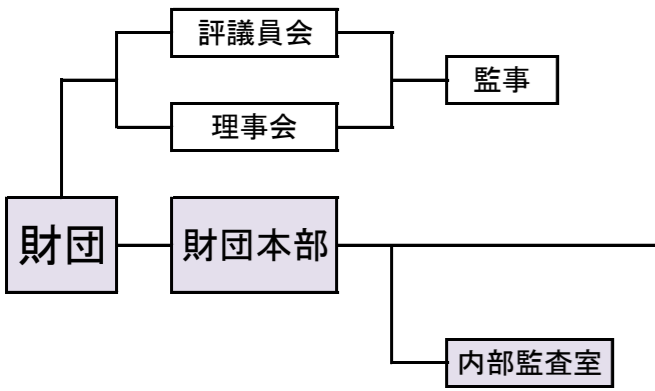 評議員会
監事
理事会
財団
財団本部
内部監査室